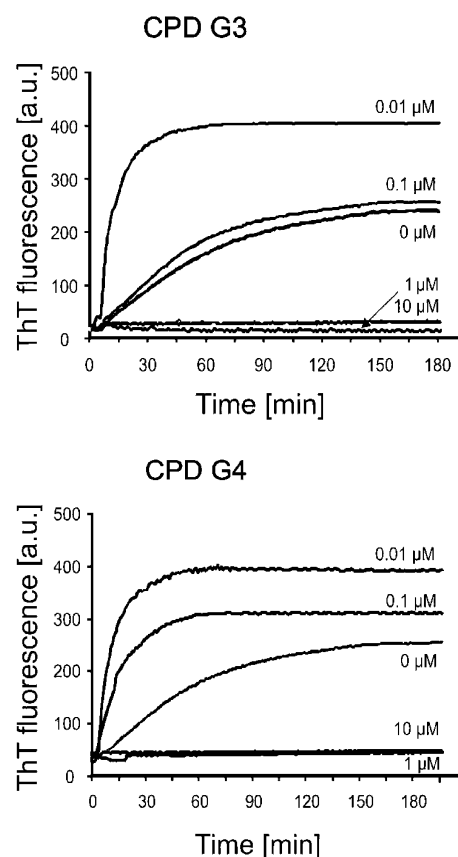 CPD G3
ThT fluorescence [a.u.]
500
400
300
200
100
0
0.01 µM
0.1 µM
0 µM
1 µM
10 µM
0 30 60 90 120 150 180
Time [min]
CPD G4
ThT fluorescence [a.u.]
500
400
300
200
100
0
0.01 µM
0.1 µM
0 µM
10 µM
1 µM
0 30 60 90 120 150 180
Time [min]